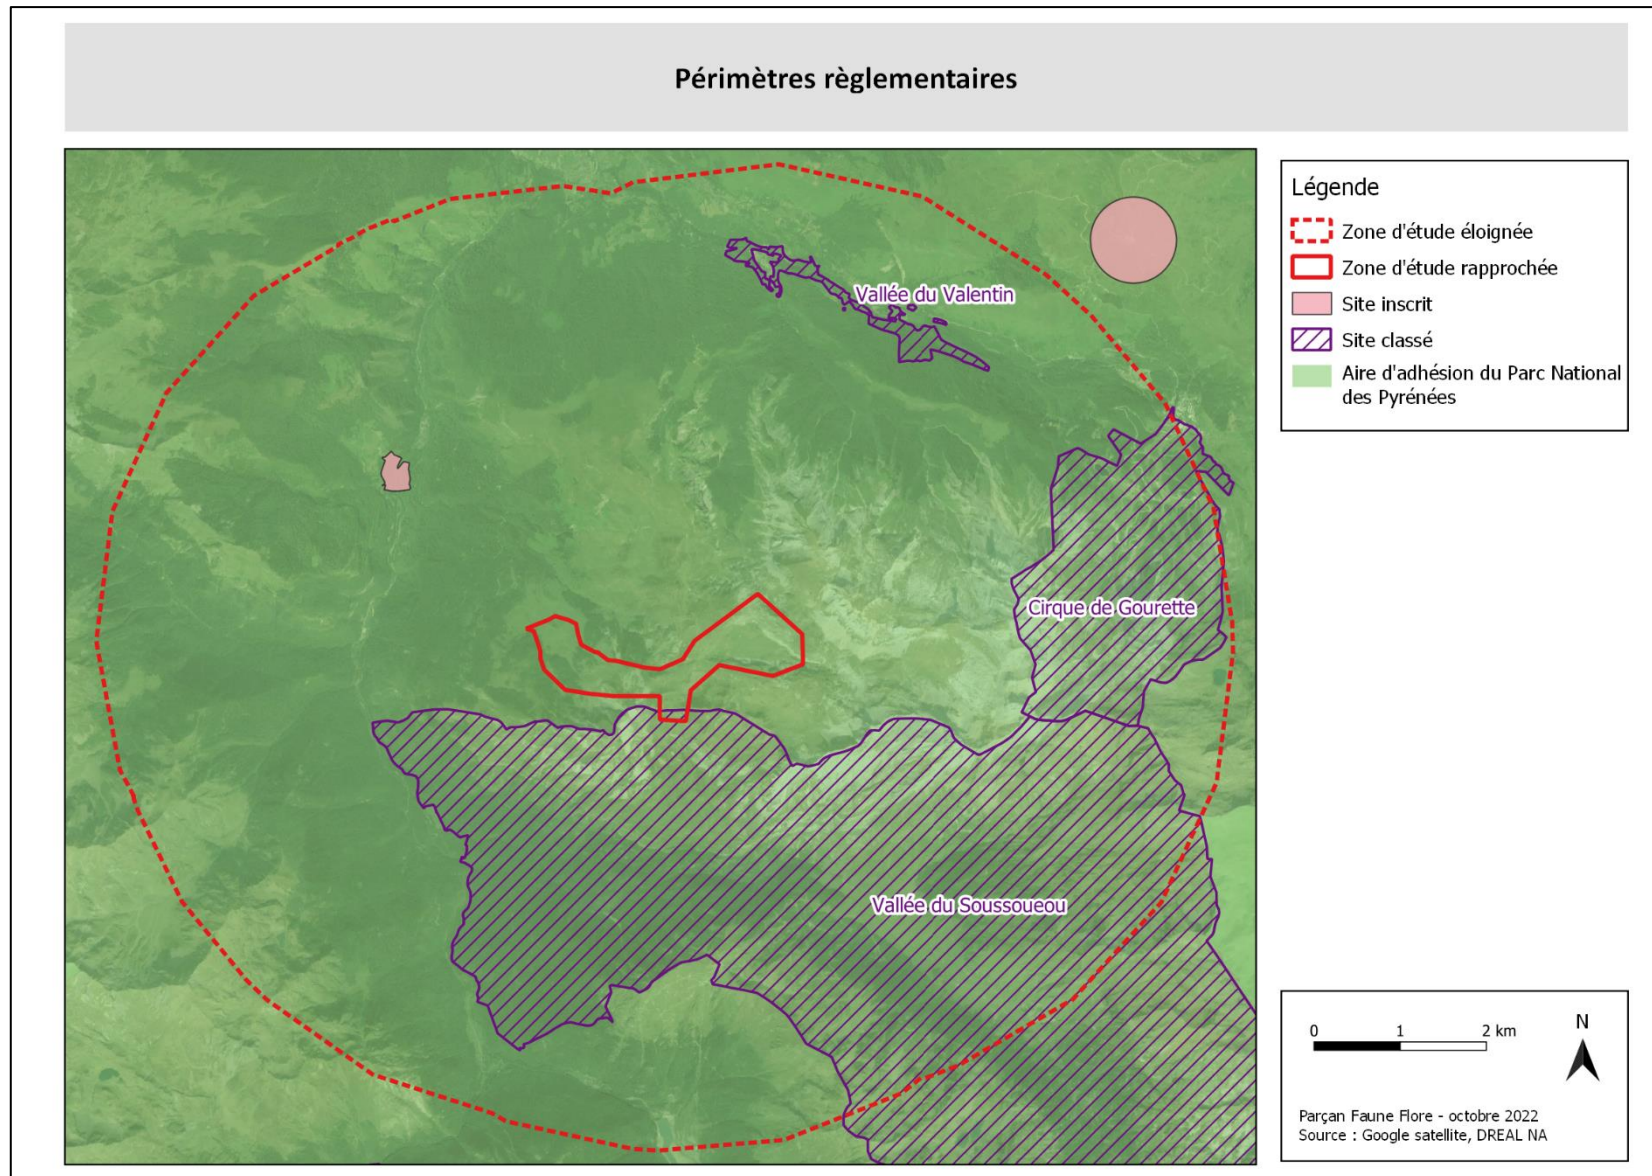 Périmètres règlementaires
Vallée du Valentin
Cirque de Gourette
Vallée du Soussoueou
Légende
Zone d'étude éloignée
Zone d'étude rapprochée
Site inscrit
Site classé
Aire d'adhésion du Parc National
des Pyrénées
0 1 2 km
N
Parçan Faune Flore - octobre 2022
Source : Google satellite, DREAL NA